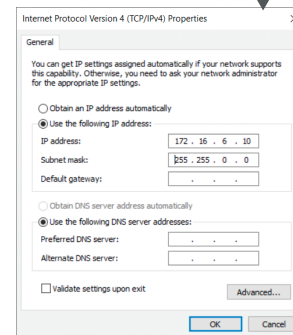 Internet Protocol Version 4 (TCP/IPv4) Properties
General
You can get IP settings assigned automatically if your network supports
this capability. Otherwise, you need to ask your network administrator
for the appropriate IP settings.
Obtain an IP address automatically
Use the following IP address:
IP address: 172 . 16 . 6 . 10
Subnet mask: 255 . 255 . 0 . 0
Default gateway: . . .
Obtain DNS server address automatically
Use the following DNS server addresses:
Preferred DNS server: . . .
Alternate DNS server: . . .
Validate settings upon exit
Advanced...
OK Cancel